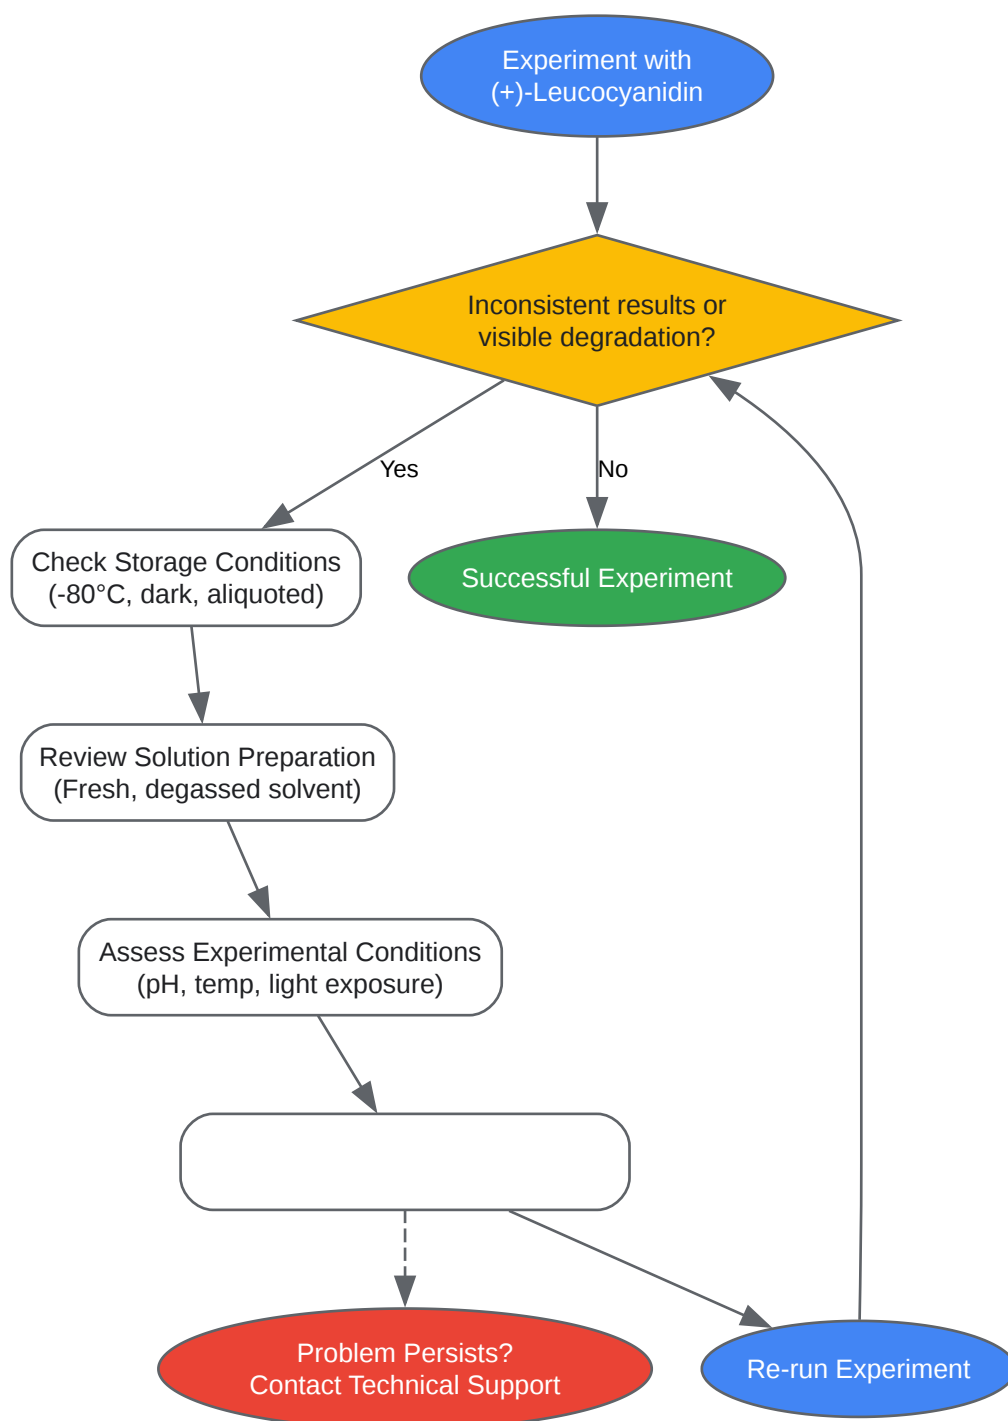 Experiment with
(+)-Leucocyanidin
Inconsistent results or
visible degradation?
Yes
No
Check Storage Conditions
(-80°C, dark, aliquoted)
Successful Experiment
Review Solution Preparation
(Fresh, degassed solvent)
Assess Experimental Conditions
(pH, temp, light exposure)
Problem Persists?
Contact Technical Support
Re-run Experiment